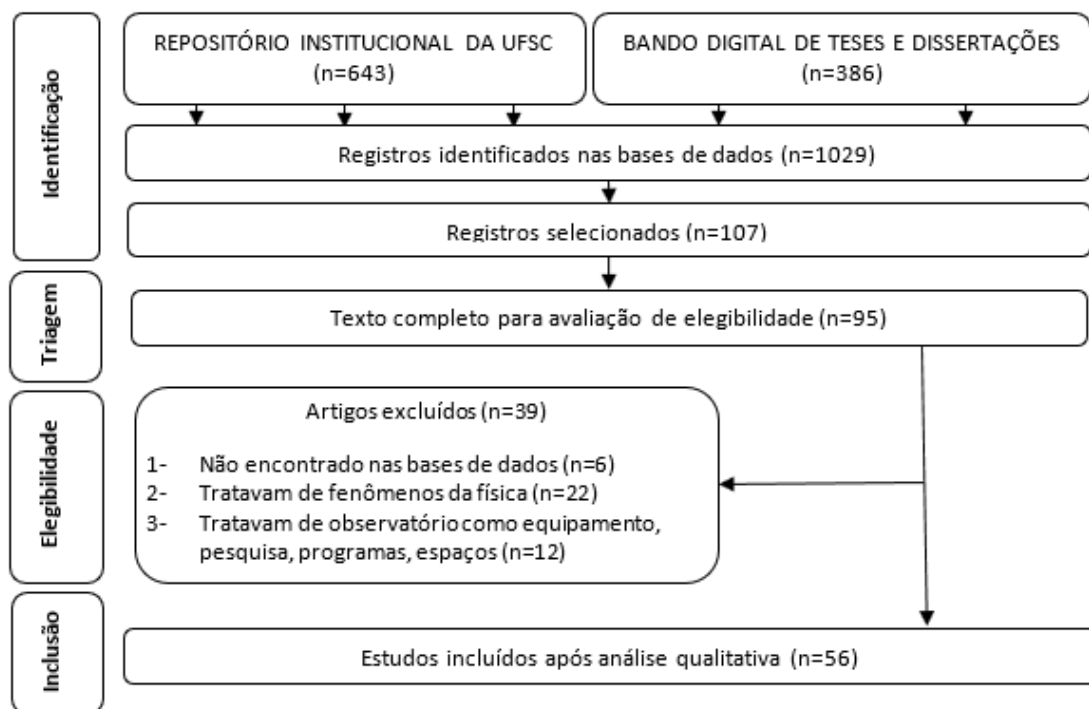 Identificação
REPOSITÓRIO INSTITUCIONAL DA UFSC
(n=643)
BANDO DIGITAL DE TESES E DISSERTAÇÕES
(n=386)
Registros identificados nas bases de dados (n=1029)
Registros selecionados (n=107)
Triagem
Texto completo para avaliação de elegibilidade (n=95)
Elegibilidade
Artigos excluídos (n=39)
1- Não encontrado nas bases de dados (n=6)
2- Tratavam de fenômenos da física (n=22)
3- Tratavam de observatório como equipamento,
pesquisa, programas, espaços (n=12)
Inclusão
Estudos incluídos após análise qualitativa (n=56)